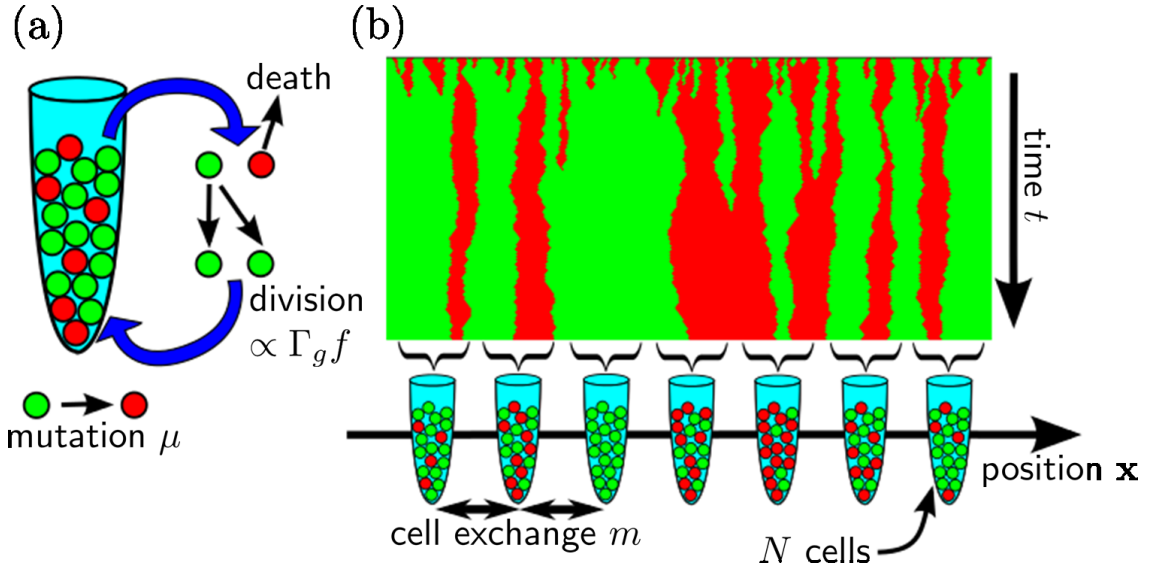 (a)
death
division
∝ Γ_g f
mutation μ
(b)
time t
position x
cell exchange m
N cells